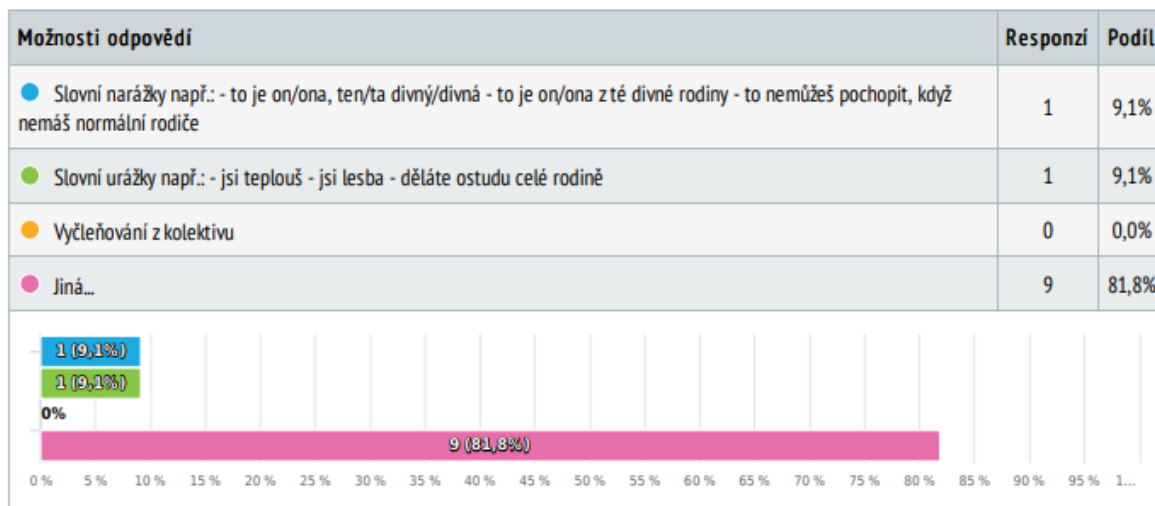 Možnosti odpovědí Responzí Podíl
Slovní narážky např.: - to je on/ona, ten/ta divný/divná - to je on/ona z té divné rodiny - to nemůžeš pochopit, když
nemáš normální rodiče 1 9,1%
Slovní urážky např.: - jsi teplouš - jsi lesba - děláte ostudu celé rodině 1 9,1%
Vyčleňování z kolektivu 0 0,0%
Jiná... 9 81,8%
1 (9,1%)
1 (9,1%)
0%
9 (81,8%)
0 % 5 % 10 % 15 % 20 % 25 % 30 % 35 % 40 % 45 % 50 % 55 % 60 % 65 % 70 % 75 % 80 % 85 % 90 % 95 % 1...